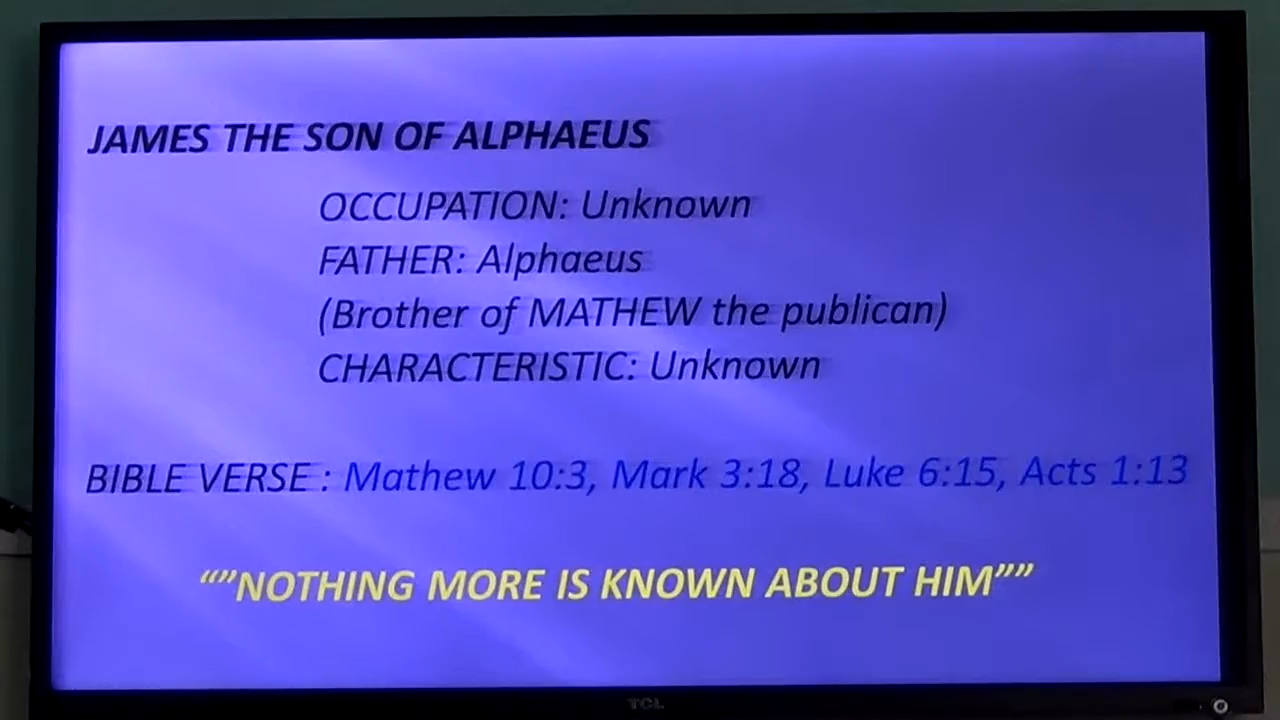 JAMES THE SON OF ALPHAEUS
OCCUPATION: Unknown
FATHER: Alphaeus
(Brother of MATHEW the publican)
CHARACTERISTIC: Unknown
BIBLE VERSE : Mathew 10:3, Mark 3:18, Luke 6:15, Acts 1:13
“”NOTHING MORE IS KNOWN ABOUT HIM””
TCL